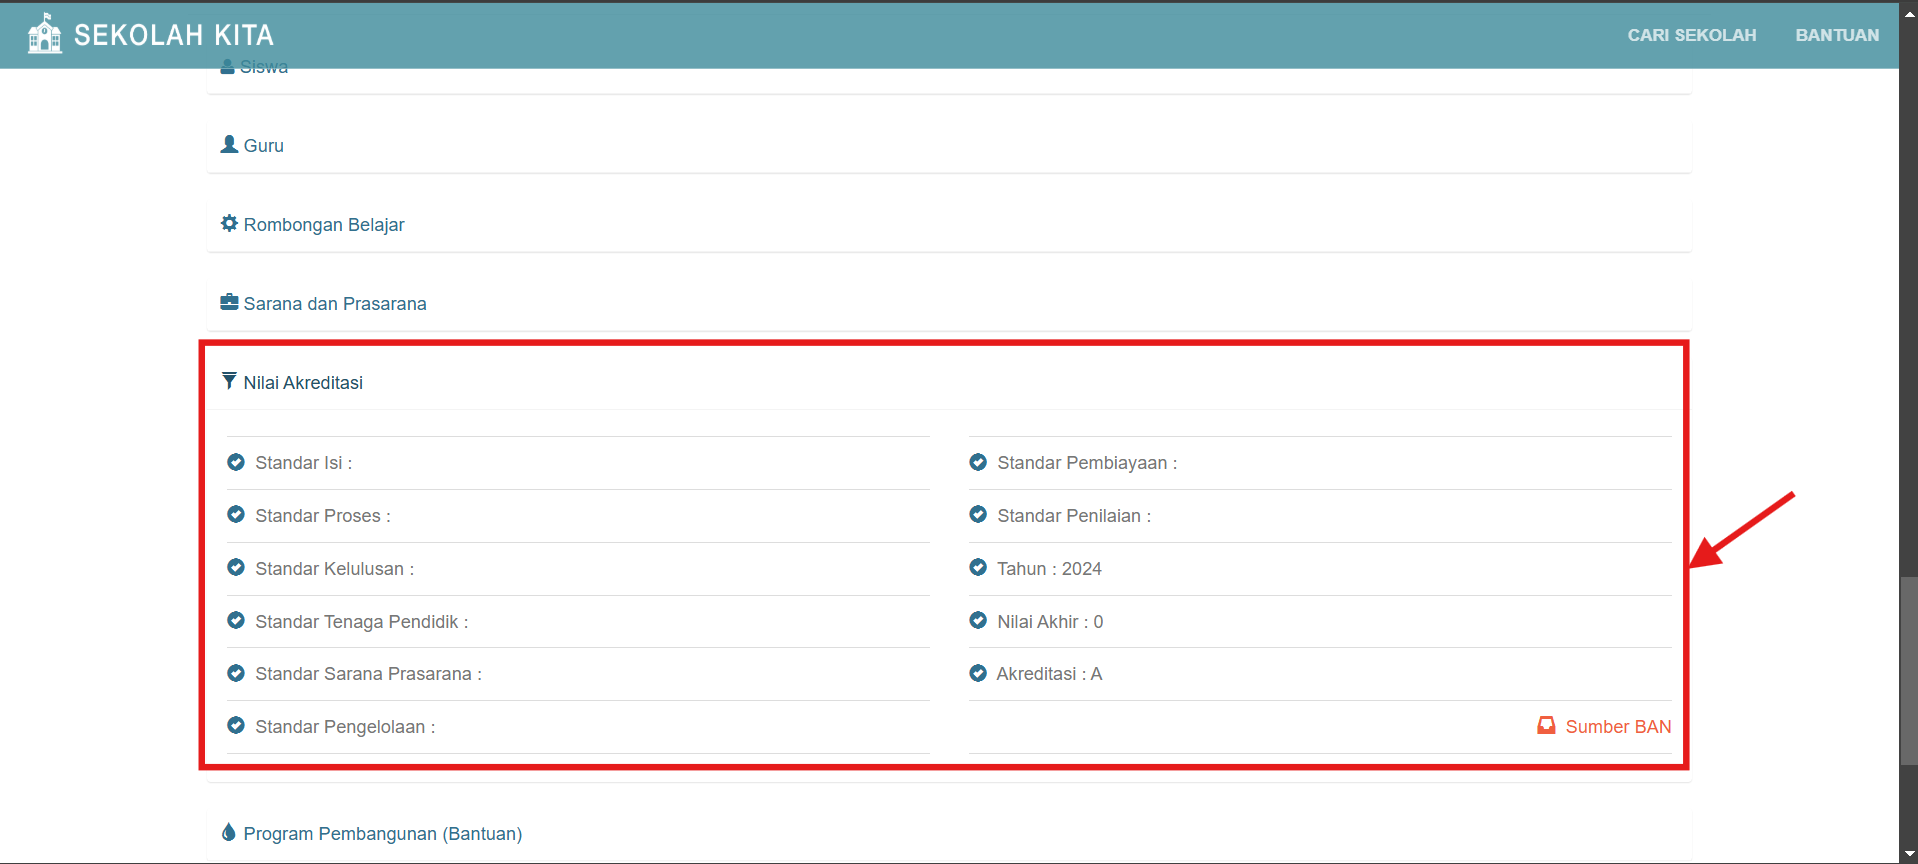 SEKOLAH KITA
CARI SEKOLAH
BANTUAN
Siswa
Guru
Rombongan Belajar
Sarana dan Prasarana
Nilai Akreditasi
Standar Isi :
Standar Proses :
Standar Kelulusan :
Standar Tenaga Pendidik :
Standar Sarana Prasarana :
Standar Pengelolaan :
Standar Pembiayaan :
Standar Penilaian :
Tahun : 2024
Nilai Akhir : 0
Akreditasi : A
Sumber BAN
Program Pembangunan (Bantuan)